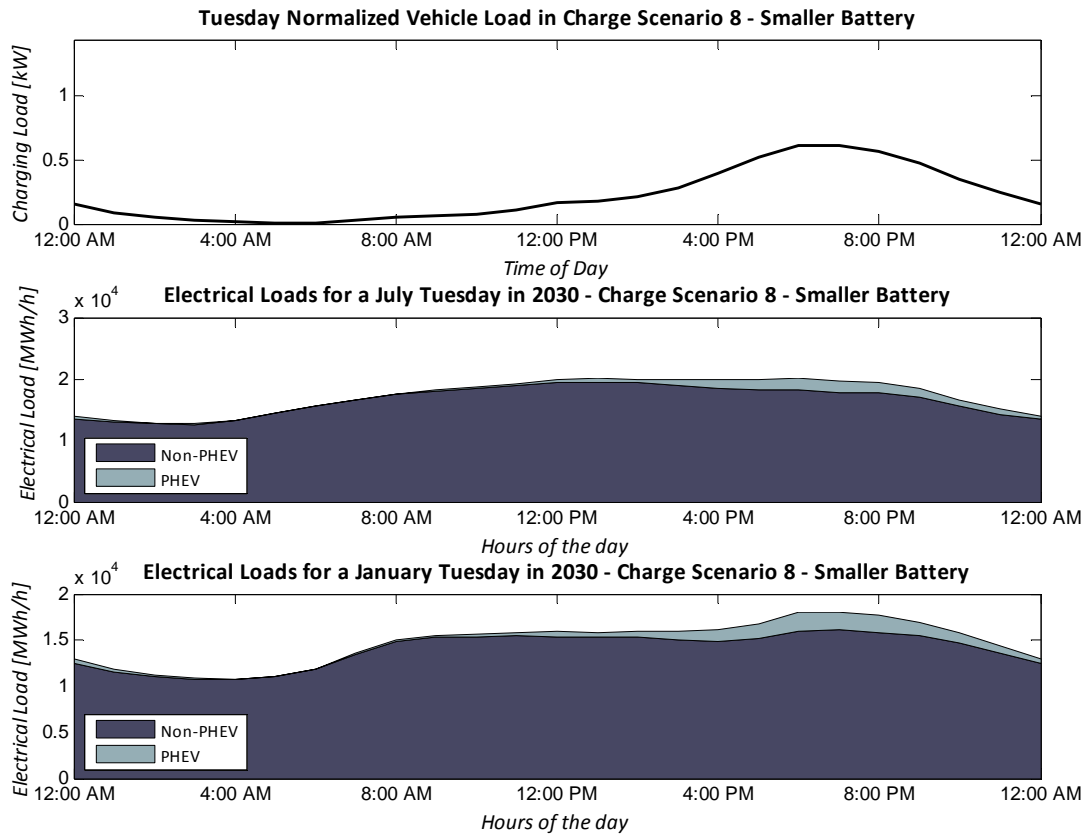 Tuesday Normalized Vehicle Load in Charge Scenario 8 - Smaller Battery
Charging Load [kW]
1
0.5
0
12:00 AM 4:00 AM 8:00 AM 12:00 PM 4:00 PM 8:00 PM 12:00 AM
Time of Day
x 10^4 Electrical Loads for a July Tuesday in 2030 - Charge Scenario 8 - Smaller Battery
Electrical Load [MWh/h]
3
2
1
0
Non-PHEV
PHEV
12:00 AM 4:00 AM 8:00 AM 12:00 PM 4:00 PM 8:00 PM 12:00 AM
Hours of the day
x 10^4 Electrical Loads for a January Tuesday in 2030 - Charge Scenario 8 - Smaller Battery
Electrical Load [MWh/h]
2
1.5
1
0.5
0
Non-PHEV
PHEV
12:00 AM 4:00 AM 8:00 AM 12:00 PM 4:00 PM 8:00 PM 12:00 AM
Hours of the day